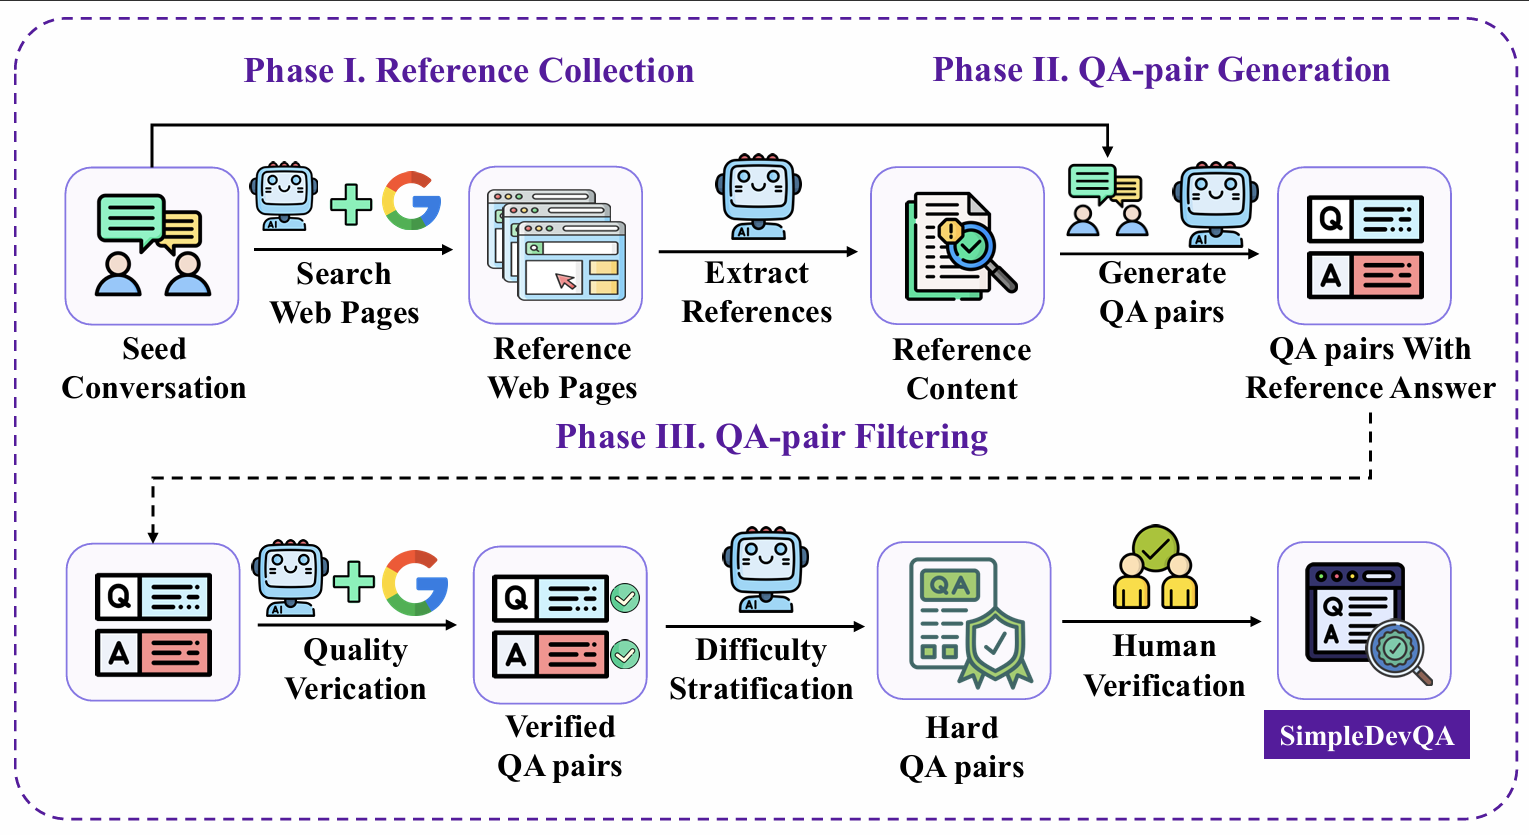 Phase I. Reference Collection
Phase II. QA-pair Generation
AI
G
AI
AI
Search
Web Pages
Extract
References
Generate
QA pairs
Q
A
Seed
Conversation
Reference
Web Pages
Reference
Content
QA pairs With
Reference Answer
Phase III. QA-pair Filtering
Q
A
AI
G
Quality
Verication
Q
A
AI
Difficulty
Stratification
QA
Human
Verification
Q
A
Verified
QA pairs
Hard
QA pairs
SimpleDevQA